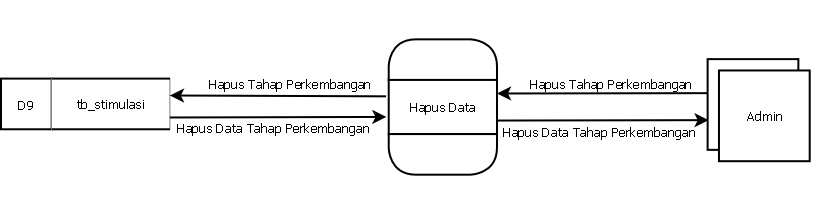 Hapus Tahap Perkembangan
Hapus Tahap Perkembangan
D9
tb_stimulasi
Hapus Data
Admin
Hapus Data Tahap Perkembangan
Hapus Data Tahap Perkembangan